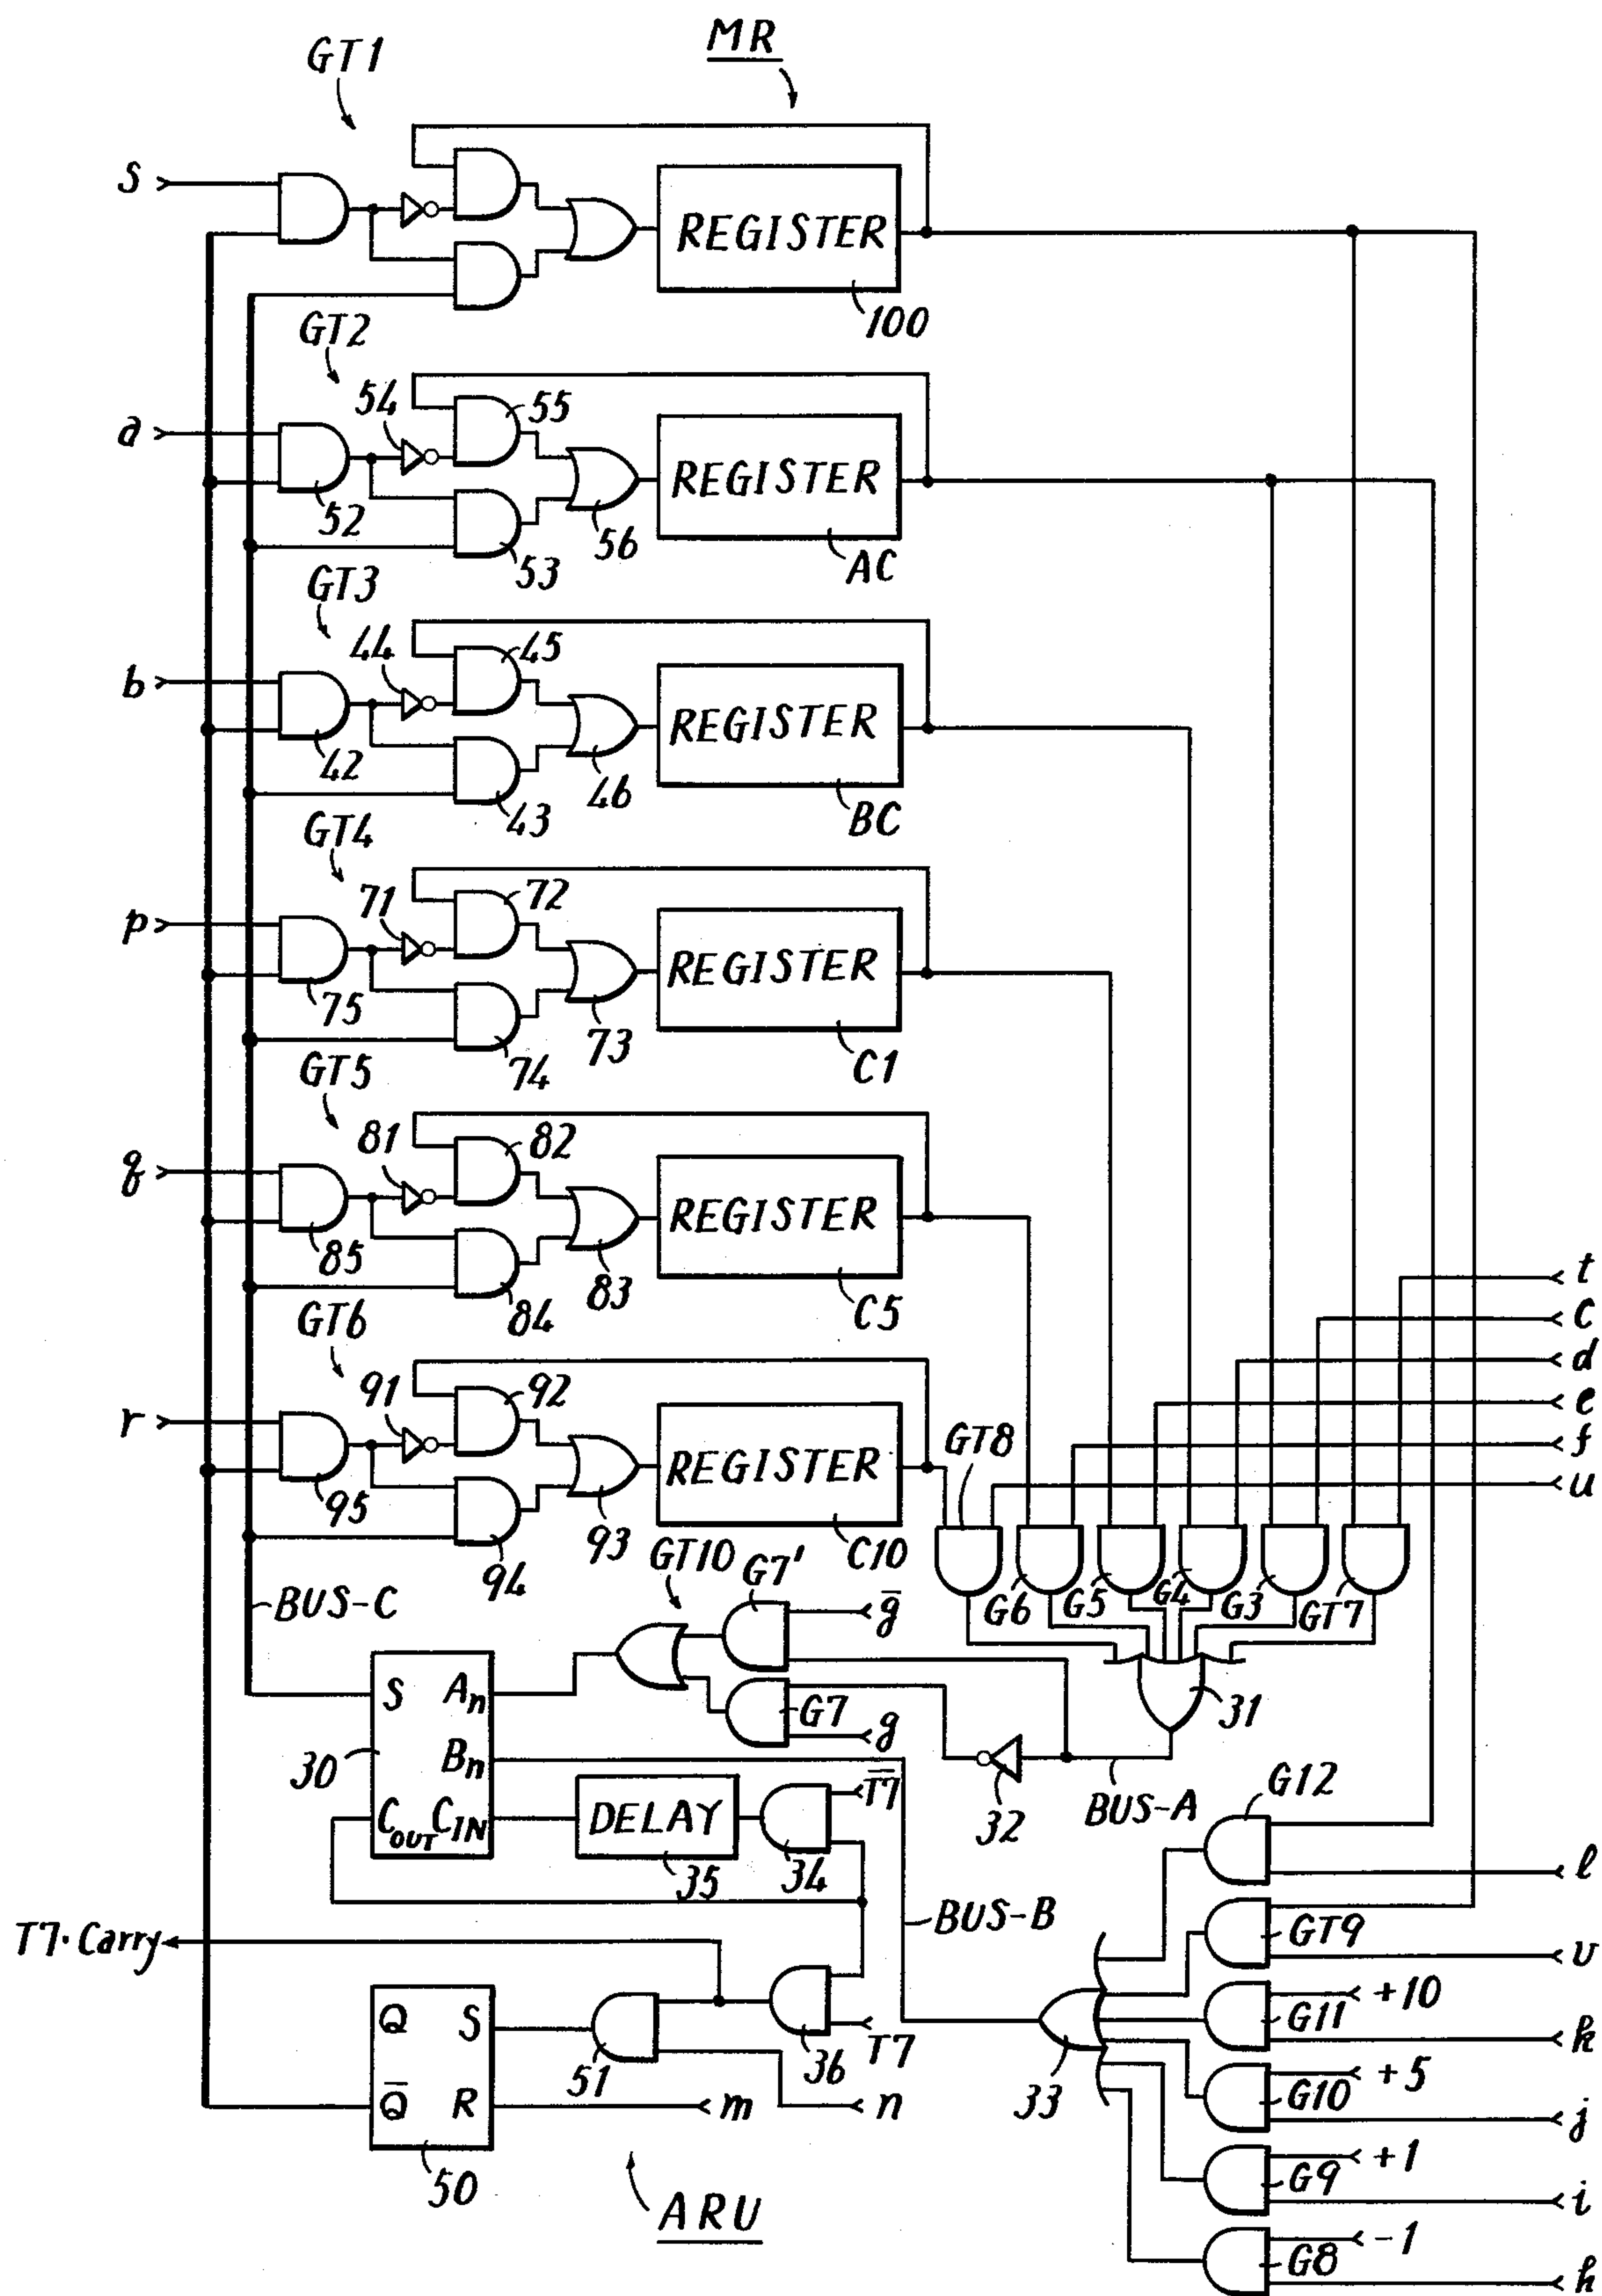 MR
GT1
s
REGISTER
100
GT2
54
55
a
REGISTER
52
56
53
AC
GT3
44
45
b
REGISTER
42
46
43
BC
GT4
71
72
p
REGISTER
75
73
74
C1
GT5
81
82
q
REGISTER
85
83
84
C5
t
c
d
e
f
u
GT6
91
92
r
REGISTER
GT8
95
93
94
C10
GT10
G7'
G6
G5
G4
G3
GT7
BUS-C
g̅
S
An
G7
g
31
30
Bn
32
BUS-A
G12
COUT
CIN
DELAY
T̅7̅
35
34
l
BUS-B
T7·Carry
GT9
v
Q
S
51
36
T7
33
+10
G11
k
Q̅
R
m
n
+5
G10
j
50
+1
G9
i
ARU
-1
G8
h